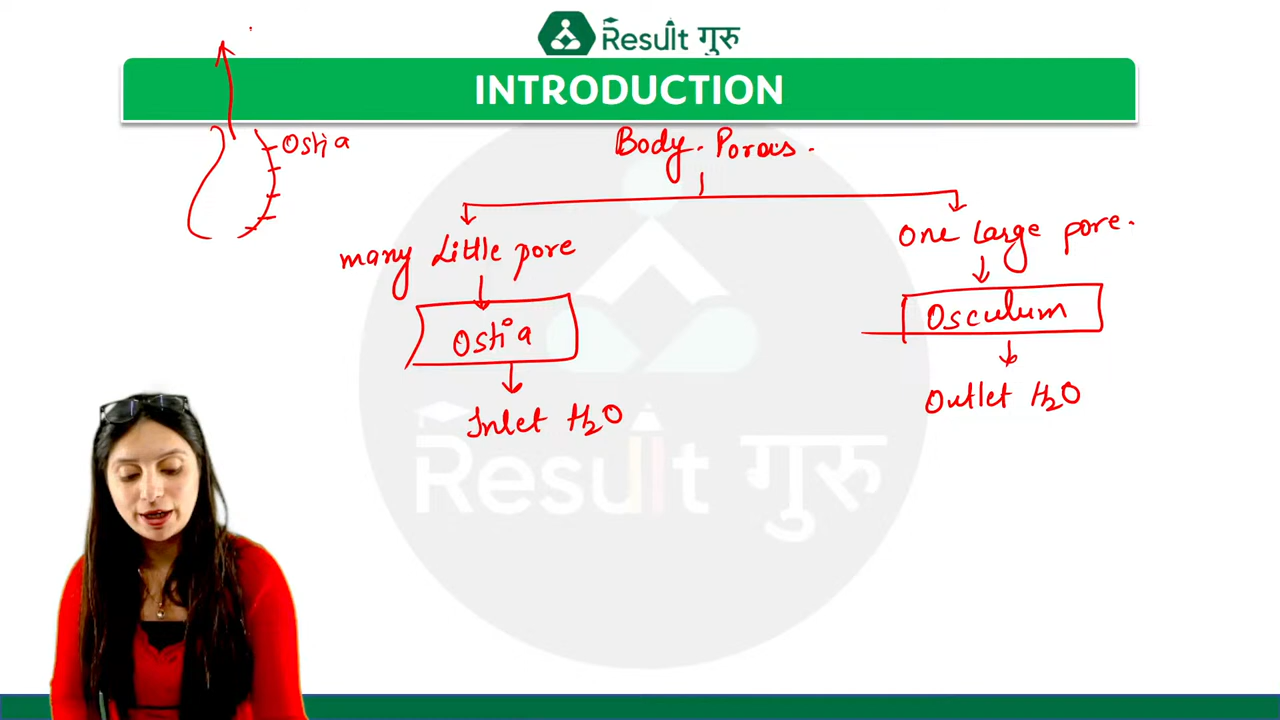 Result गुरु
INTRODUCTION
Ostia
Body. Porous.
many Little pore
One Large pore.
Ostia
Osculum
Inlet H₂O
Outlet H₂O
Result गुरु